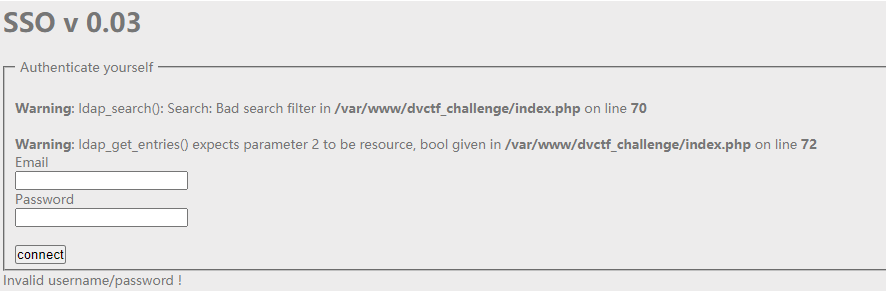 SSO v 0.03
Authenticate yourself
Warning: ldap_search(): Search: Bad search filter in /var/www/dvctf_challenge/index.php on line 70
Warning: ldap_get_entries() expects parameter 2 to be resource, bool given in /var/www/dvctf_challenge/index.php on line 72
Email
Password
connect
Invalid username/password !